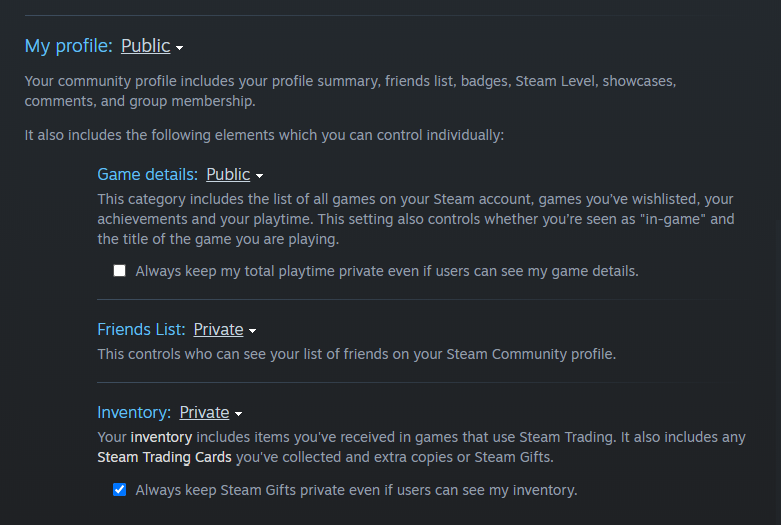 My profile: Public
Your community profile includes your profile summary, friends list, badges, Steam Level, showcases,
comments, and group membership.
It also includes the following elements which you can control individually:
Game details: Public
This category includes the list of all games on your Steam account, games you've wishlisted, your
achievements and your playtime. This setting also controls whether you're seen as "in-game" and
the title of the game you are playing.
Always keep my total playtime private even if users can see my game details.
Friends List: Private
This controls who can see your list of friends on your Steam Community profile.
Inventory: Private
Your inventory includes items you've received in games that use Steam Trading. It also includes any
Steam Trading Cards you've collected and extra copies or Steam Gifts.
Always keep Steam Gifts private even if users can see my inventory.